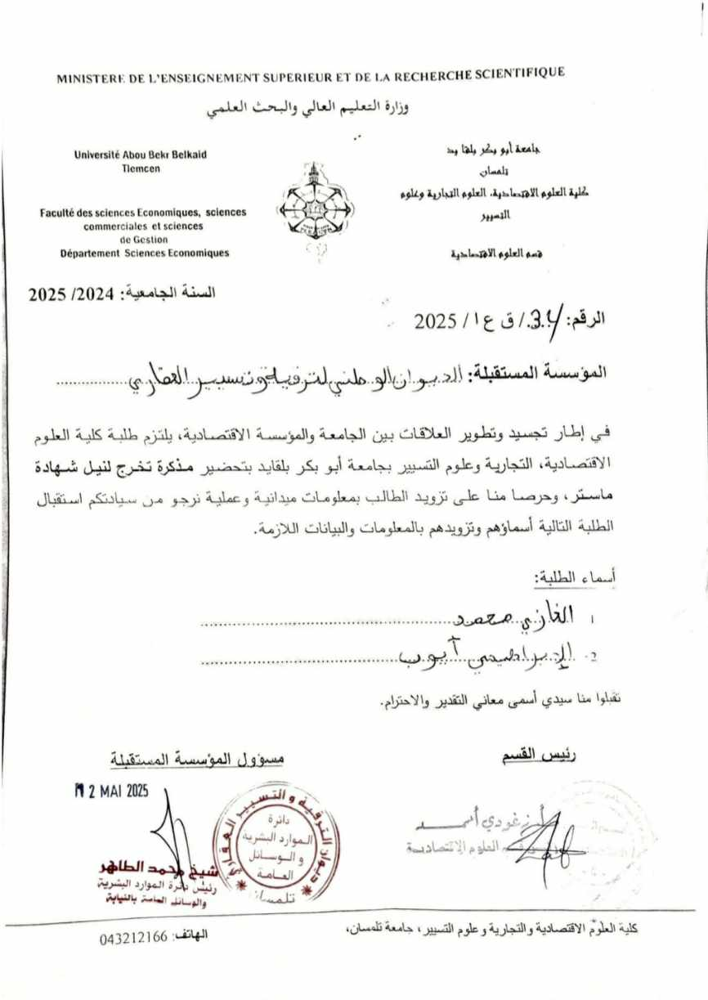 MINISTERE DE L'ENSEIGNEMENT SUPERIEUR ET DE LA RECHERCHE SCIENTIFIQUE
وزارة التعليم العالي والبحث العلمي
Université Abou Bekr Belkaid
Tlemcen
Faculté des sciences Economiques, sciences
commerciales et sciences
de Gestion
Département Sciences Economiques
جامعة أبو بكر بلقايد
تلمسان
كلية العلوم الاقتصادية، العلوم التجارية وعلوم
التسيير
قسم العلوم الاقتصادية
السنة الجامعية: 2024/ 2025
الرقم: / ق ع ا / 2025
المؤسسة المستقبلة: الديوان الوطني لترقية وتسيير العقاري
في إطار تجسيد وتطوير العلاقات بين الجامعة والمؤسسة الاقتصادية، يلتزم طلبة كلية العلوم
الاقتصادية، التجارية وعلوم التسيير بجامعة أبو بكر بلقايد بتحضير مذكرة تخرج لنيل شهادة
ماستر، وحرصا منا على تزويد الطالب بمعلومات ميدانية وعملية نرجو من سيادتكم استقبال
الطلبة التالية أسماؤهم وتزويدهم بالمعلومات والبيانات اللازمة.
أسماء الطلبة:
1 الغازي محمد
2- الإبراهيمي أيوب
تقبلوا منا سيدي أسمى معاني التقدير والاحترام.
رئيس القسم
مسؤول المؤسسة المستقبلة
2 MAI 2025
ديوان الترقية و التسيير العقاري
دائرة
الموارد البشرية
و الوسائل
العامة
تلمسان
شيخ محمد الطاهر
رئيس دائرة الموارد البشرية
والوسائل العامة بالنيابة
العلوم الاقتصادية
كلية العلوم الاقتصادية والتجارية وعلوم التسيير، جامعة تلمسان،
الهاتف: 043212166